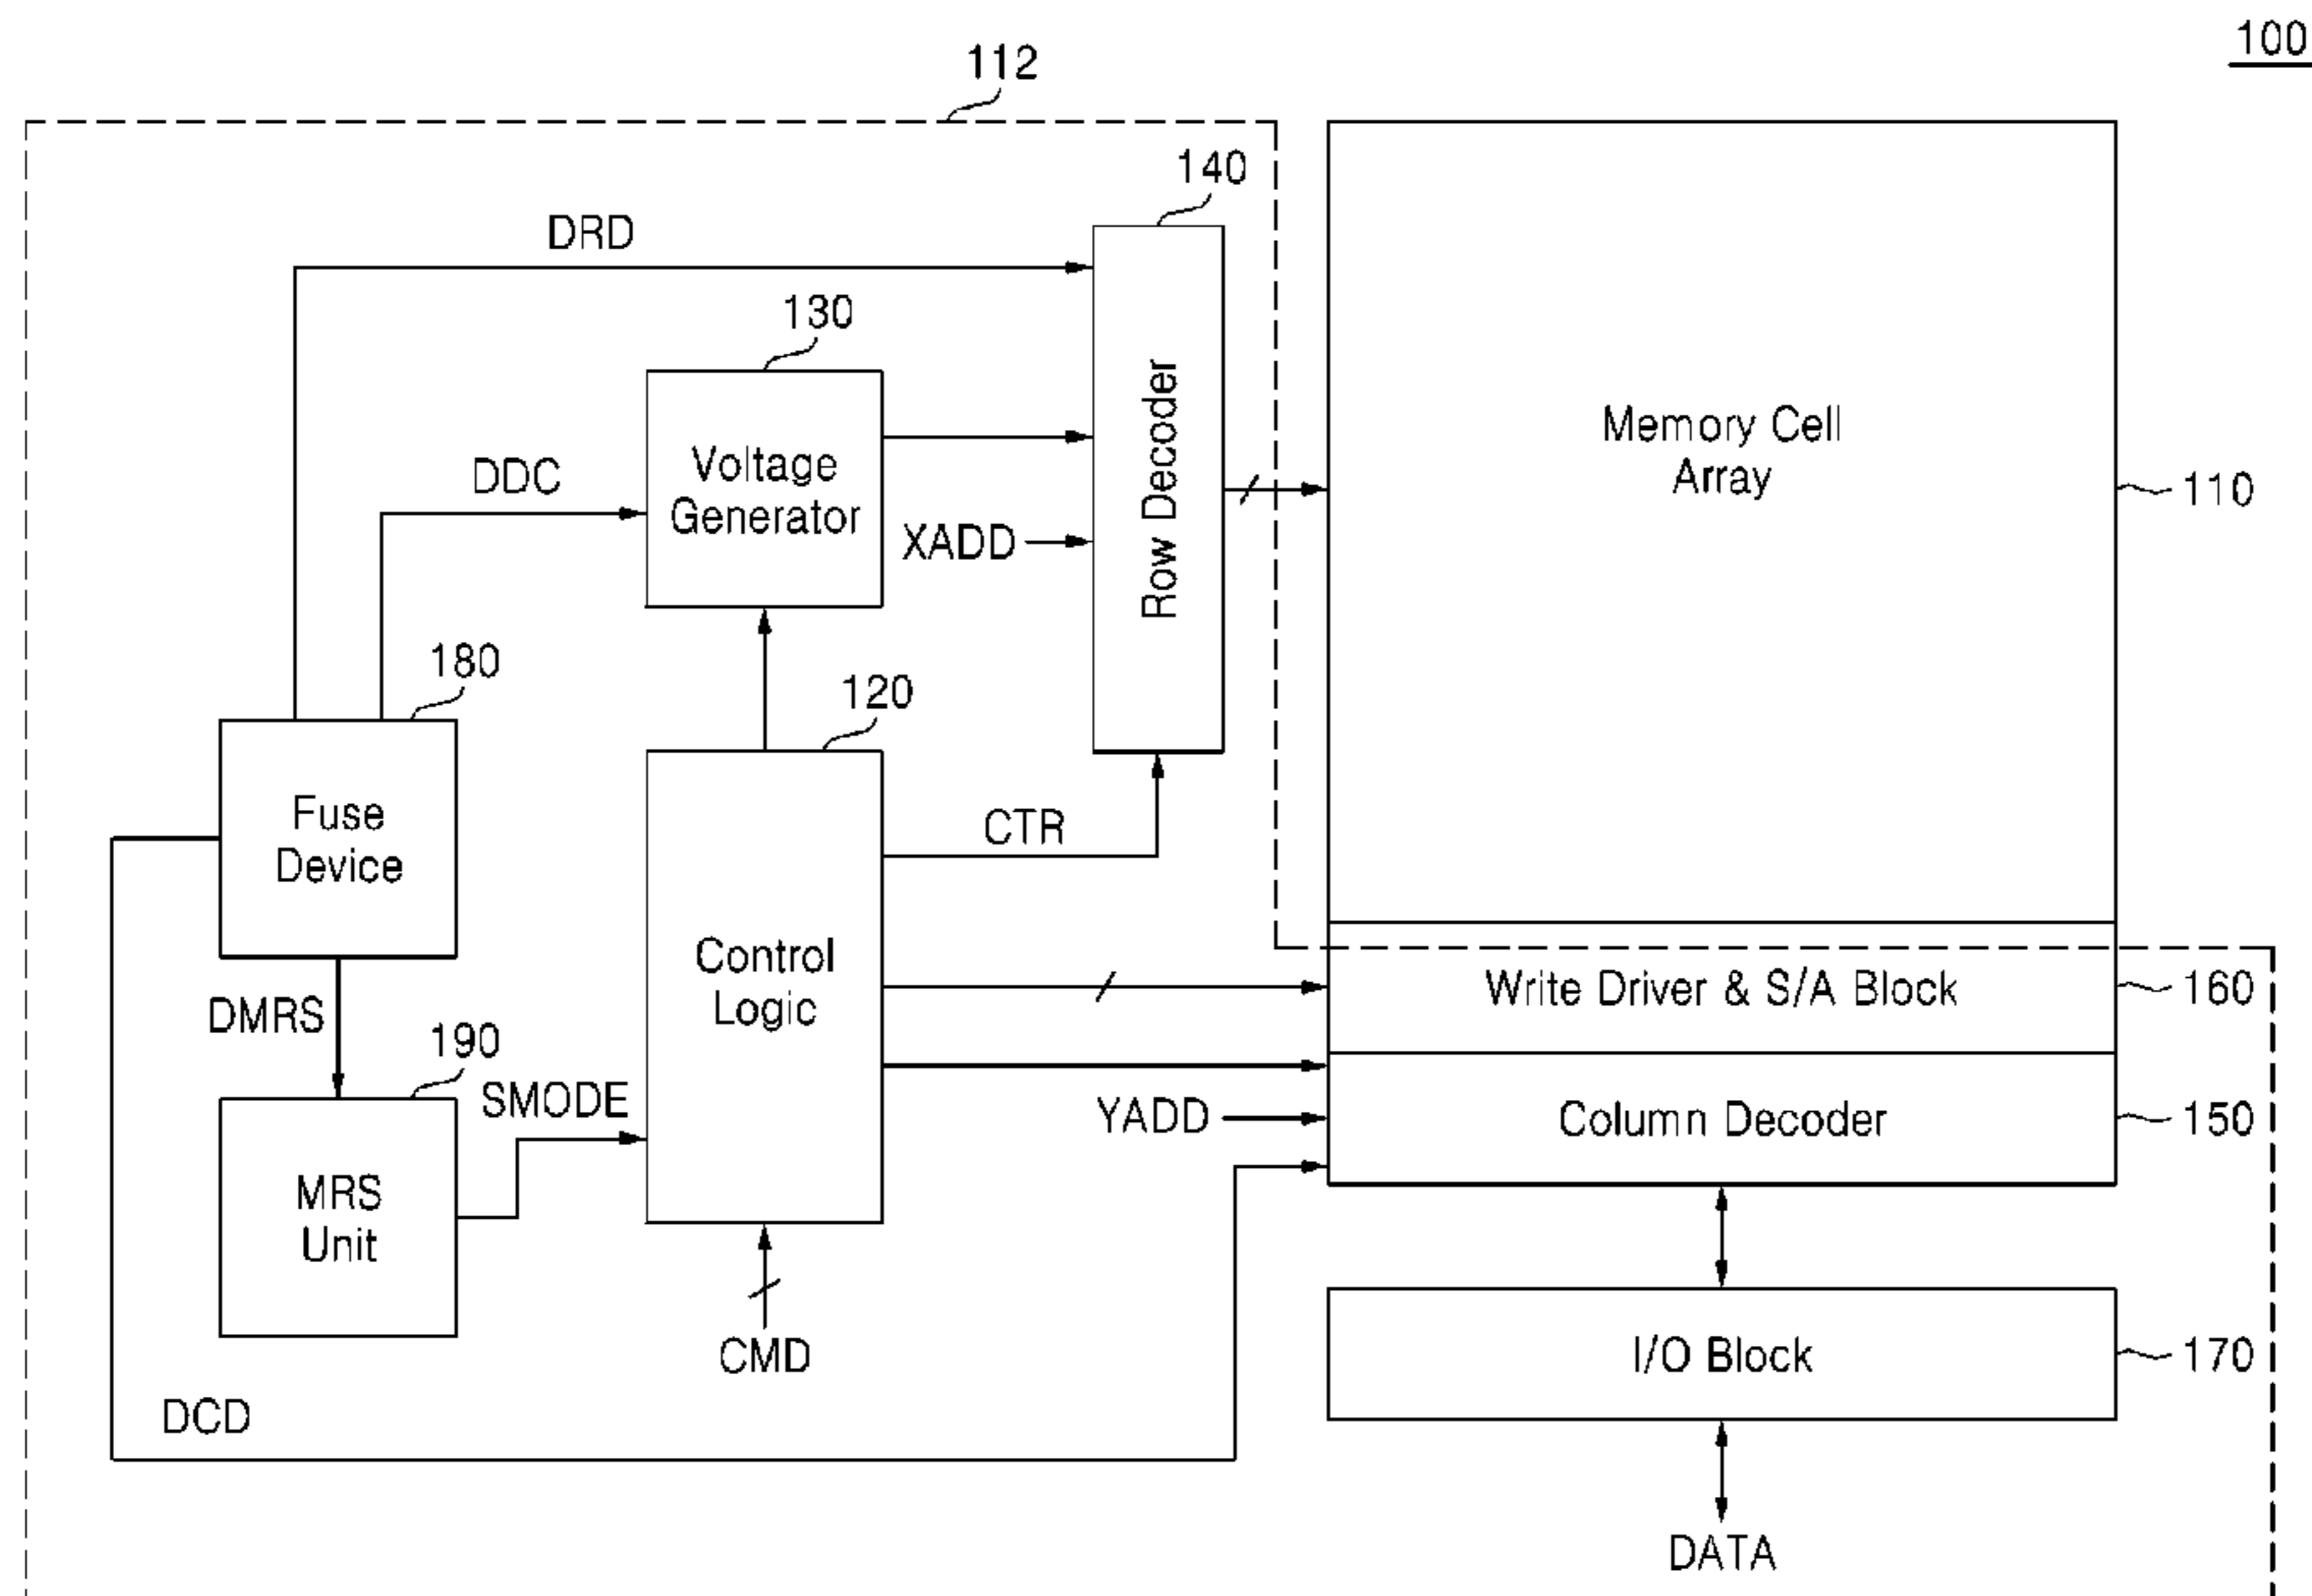 100
112
140
DRD
130
Voltage
Generator
DDC
XADD
Row Decoder
Memory Cell
Array
110
180
120
Fuse
Device
CTR
Control
Logic
Write Driver & S/A Block
160
DMRS
190
SMODE
YADD
Column Decoder
150
MRS
Unit
CMD
I/O Block
170
DCD
DATA